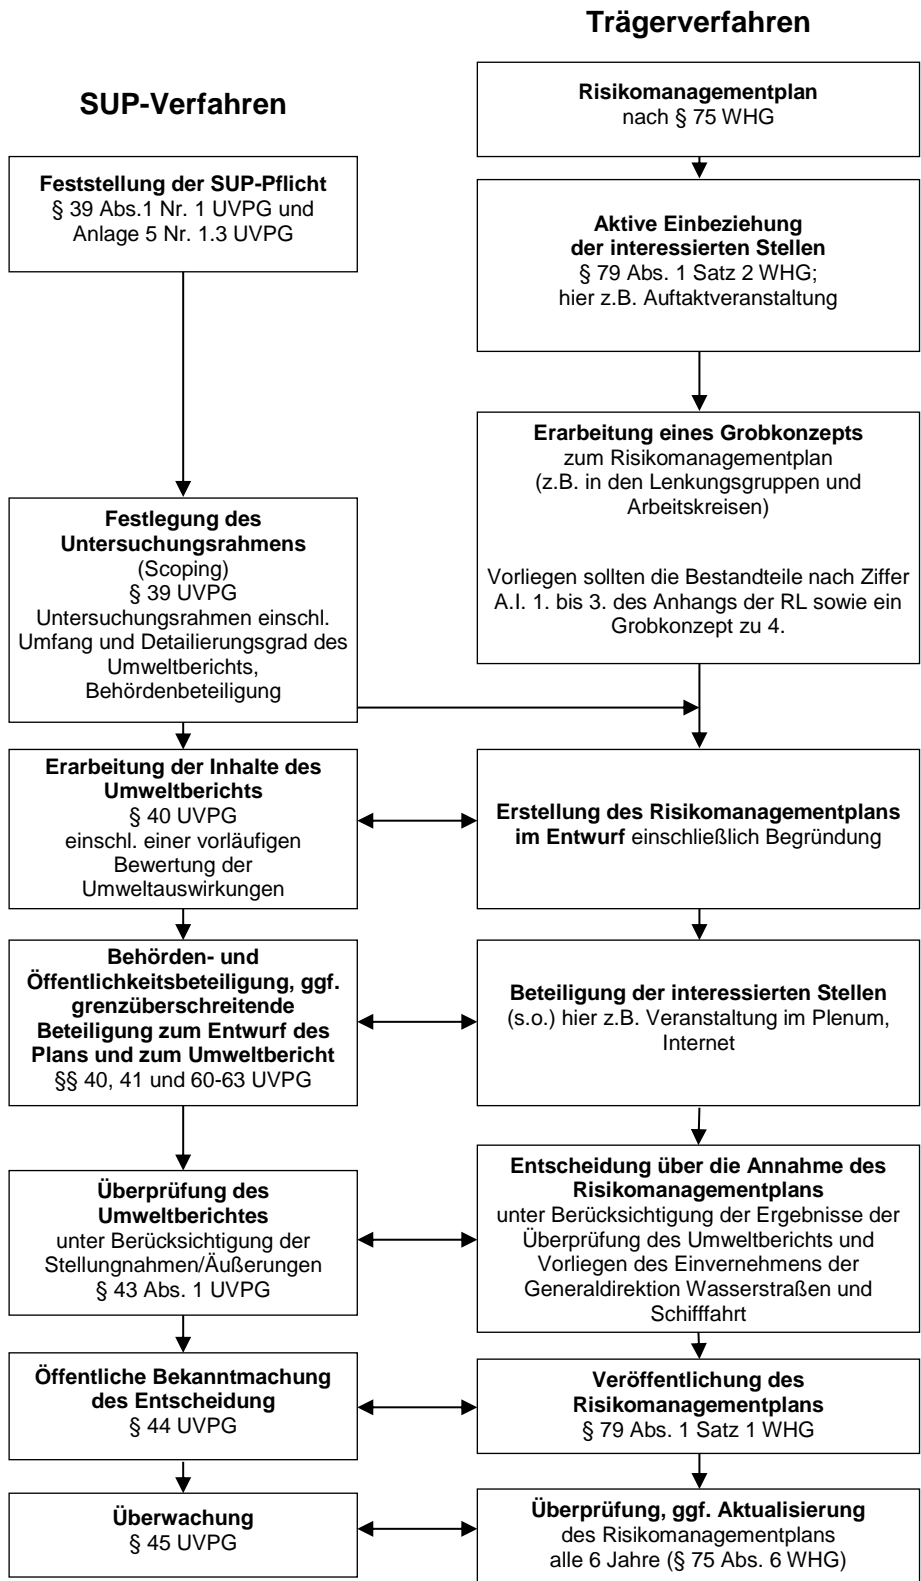 Trägerverfahren
SUP-Verfahren
Risikomanagementplan
nach § 75 WHG
Feststellung der SUP-Pflicht
§ 39 Abs.1 Nr. 1 UVPG und
Anlage 5 Nr. 1.3 UVPG
Aktive Einbeziehung
der interessierten Stellen
§ 79 Abs. 1 Satz 2 WHG;
hier z.B. Auftaktveranstaltung
Erarbeitung eines Grobkonzepts
zum Risikomanagementplan
(z.B. in den Lenkungsgruppen und
Arbeitskreisen)
Vorliegen sollten die Bestandteile nach Ziffer
A.I. 1. bis 3. des Anhangs der RL sowie ein
Grobkonzept zu 4.
Festlegung des
Untersuchungsrahmens
(Scoping)
§ 39 UVPG
Untersuchungsrahmen einschl.
Umfang und Detailierungsgrad des
Umweltberichts,
Behördenbeteiligung
Erarbeitung der Inhalte des
Umweltberichts
§ 40 UVPG
einschl. einer vorläufigen
Bewertung der
Umweltauswirkungen
Erstellung des Risikomanagementplans
im Entwurf einschließlich Begründung
Behörden- und
Öffentlichkeitsbeteiligung, ggf.
grenzüberschreitende
Beteiligung zum Entwurf des
Plans und zum Umweltbericht
§§ 40, 41 und 60-63 UVPG
Beteiligung der interessierten Stellen
(s.o.) hier z.B. Veranstaltung im Plenum,
Internet
Überprüfung des
Umweltberichtes
unter Berücksichtigung der
Stellungnahmen/Äußerungen
§ 43 Abs. 1 UVPG
Entscheidung über die Annahme des
Risikomanagementplans
unter Berücksichtigung der Ergebnisse der
Überprüfung des Umweltberichts und
Vorliegen des Einvernehmens der
Generaldirektion Wasserstraßen und
Schifffahrt
Öffentliche Bekanntmachung
des Entscheidung
§ 44 UVPG
Veröffentlichung des
Risikomanagementplans
§ 79 Abs. 1 Satz 1 WHG
Überwachung
§ 45 UVPG
Überprüfung, ggf. Aktualisierung
des Risikomanagementplans
alle 6 Jahre (§ 75 Abs. 6 WHG)